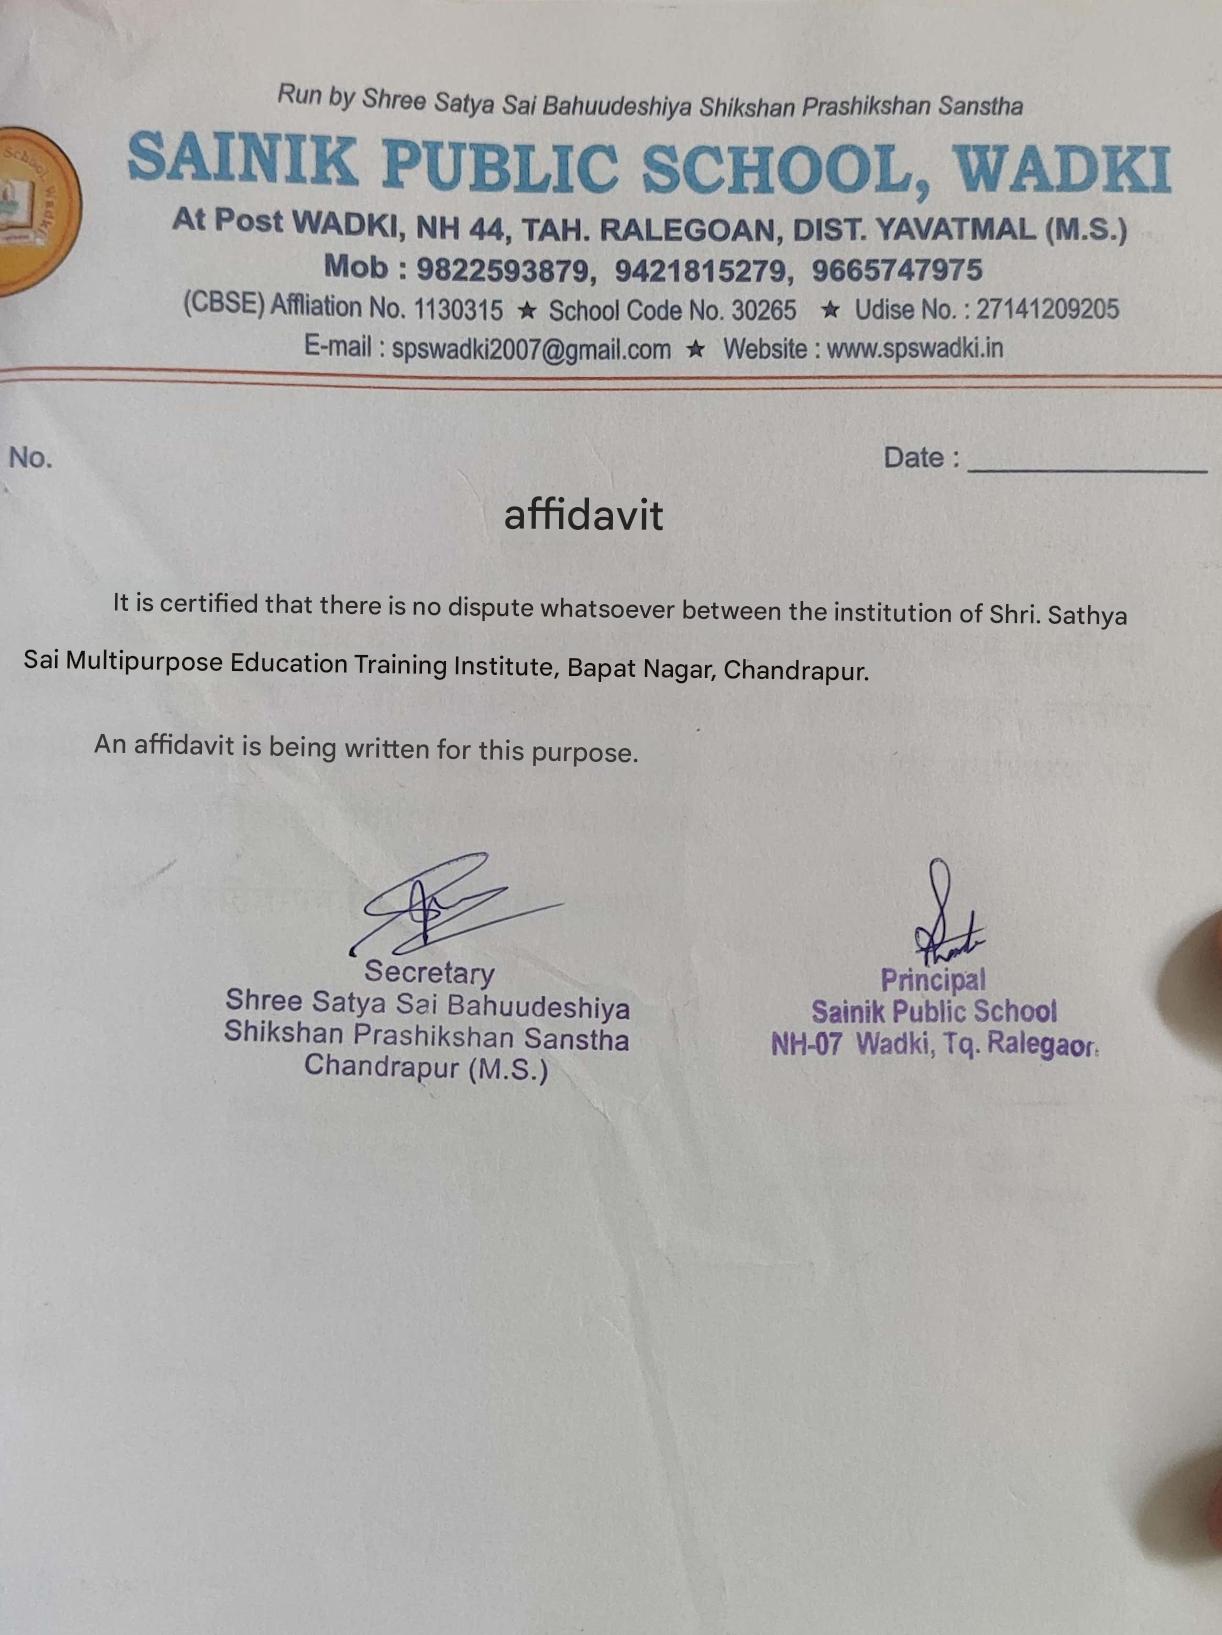 Run by Shree Satya Sai Bahuudeshiya Shikshan Prashikshan Sanstha
SAINIK PUBLIC SCHOOL, WADKI
School, Wadki
At Post WADKI, NH 44, TAH. RALEGOAN, DIST. YAVATMAL (M.S.)
Mob : 9822593879, 9421815279, 9665747975
(CBSE) Affliation No. 1130315 ★ School Code No. 30265 ★ Udise No. : 27141209205
E-mail : spswadki2007@gmail.com ★ Website : www.spswadki.in
No. Date :
affidavit
It is certified that there is no dispute whatsoever between the institution of Shri. Sathya
Sai Multipurpose Education Training Institute, Bapat Nagar, Chandrapur.
An affidavit is being written for this purpose.
Secretary
Shree Satya Sai Bahuudeshiya
Shikshan Prashikshan Sanstha
Chandrapur (M.S.)
Principal
Sainik Public School
NH-07 Wadki, Tq. Ralegaon.